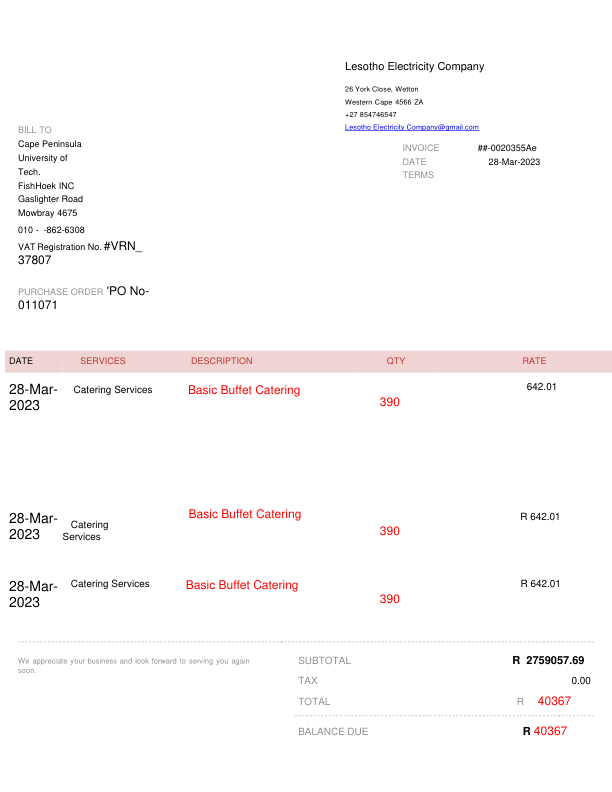 Lesotho Electricity Company
26 York Close, Wetton
Western Cape 4566 ZA
+27 854746547
Lesotho Electricity Company@gmail.com
INVOICE ##-0020355Ae
DATE 28-Mar-2023
TERMS
BILL TO
Cape Peninsula
University of
Tech.
FishHoek INC
Gaslighter Road
Mowbray 4675
010 - -862-6308
VAT Registration No. #VRN_
37807
PURCHASE ORDER 'PO No-
011071
DATE SERVICES DESCRIPTION QTY RATE
28-Mar- Catering Services Basic Buffet Catering 642.01
2023 390
28-Mar- Catering Basic Buffet Catering R 642.01
2023 Services 390
28-Mar- Catering Services Basic Buffet Catering R 642.01
2023 390
We appreciate your business and look forward to serving you again
soon.
SUBTOTAL R 2759057.69
TAX 0.00
TOTAL R 40367
BALANCE DUE R 40367